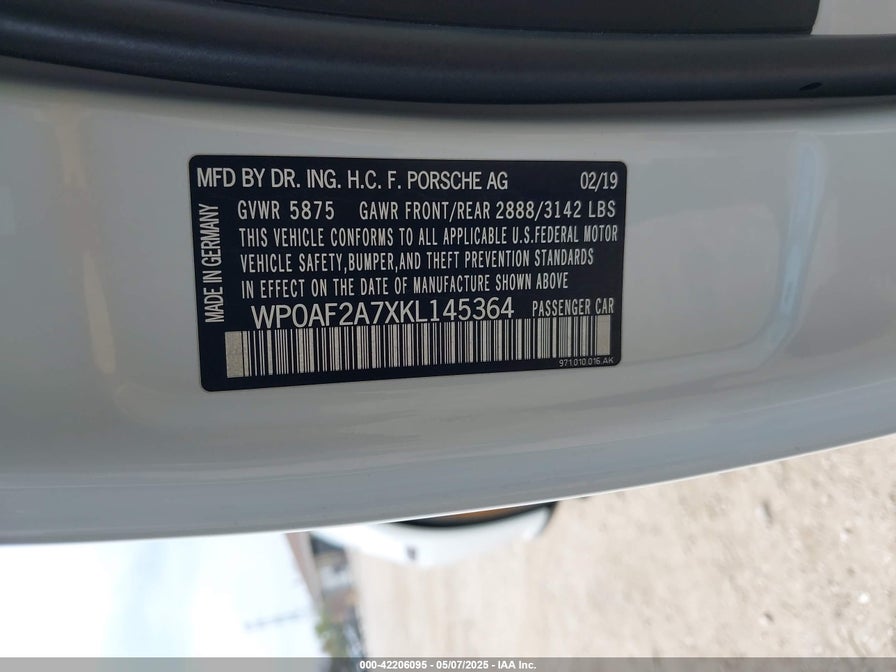 MFD BY DR. ING. H.C. F. PORSCHE AG 02/19
GVWR 5875 GAWR FRONT/REAR 2888/3142 LBS
THIS VEHICLE CONFORMS TO ALL APPLICABLE U.S.FEDERAL MOTOR
VEHICLE SAFETY,BUMPER,AND THEFT PREVENTION STANDARDS
IN EFFECT ON THE DATE OF MANUFACTURE SHOWN ABOVE
WP0AF2A7XKL145364 PASSENGER CAR
971.010.016.AK
MADE IN GERMANY
000-42206095 - 05/07/2025 - IAA Inc.